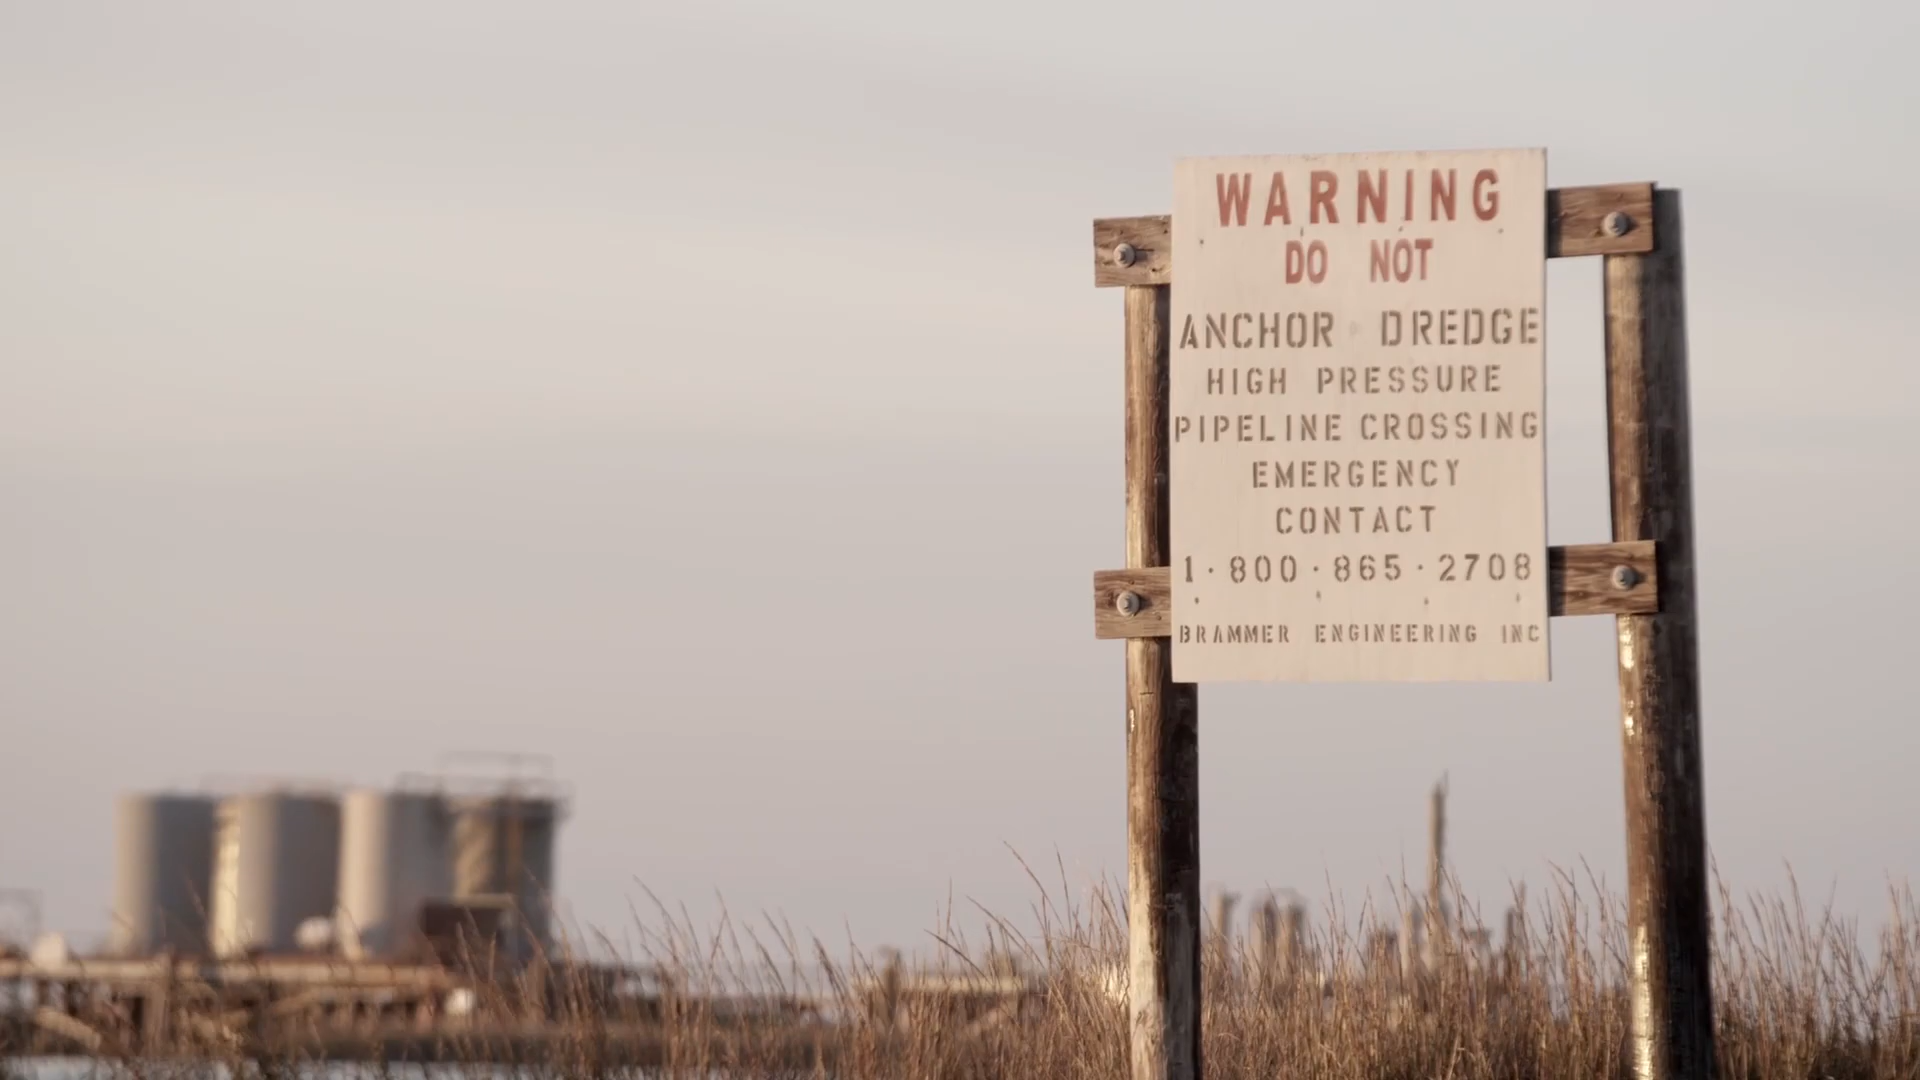 WARNING
DO NOT
ANCHOR DREDGE
HIGH PRESSURE
PIPELINE CROSSING
EMERGENCY
CONTACT
1·800·865·2708
BRAMMER ENGINEERING INC